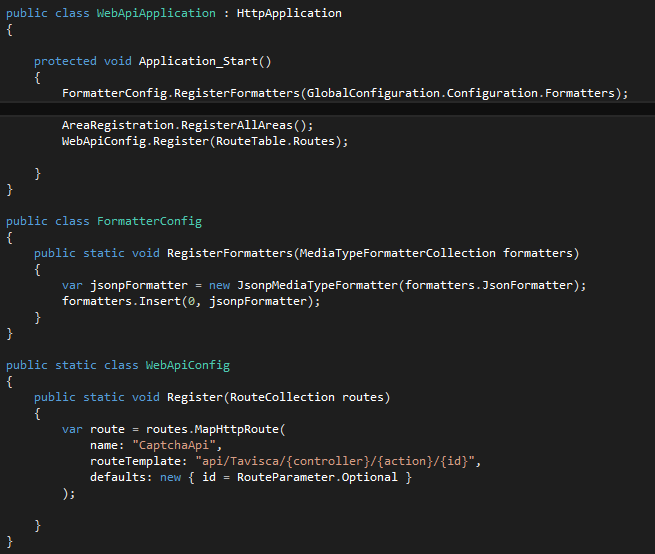 public class WebApiApplication : HttpApplication
{
protected void Application_Start()
{
FormatterConfig.RegisterFormatters(GlobalConfiguration.Configuration.Formatters);
AreaRegistration.RegisterAllAreas();
WebApiConfig.Register(RouteTable.Routes);
}
}
public class FormatterConfig
{
public static void RegisterFormatters(MediaTypeFormatterCollection formatters)
{
var jsonpFormatter = new JsonpMediaTypeFormatter(formatters.JsonFormatter);
formatters.Insert(0, jsonpFormatter);
}
}
public static class WebApiConfig
{
public static void Register(RouteCollection routes)
{
var route = routes.MapHttpRoute(
name: "CaptchaApi",
routeTemplate: "api/Tavisca/{controller}/{action}/{id}",
defaults: new { id = RouteParameter.Optional }
);
}
}